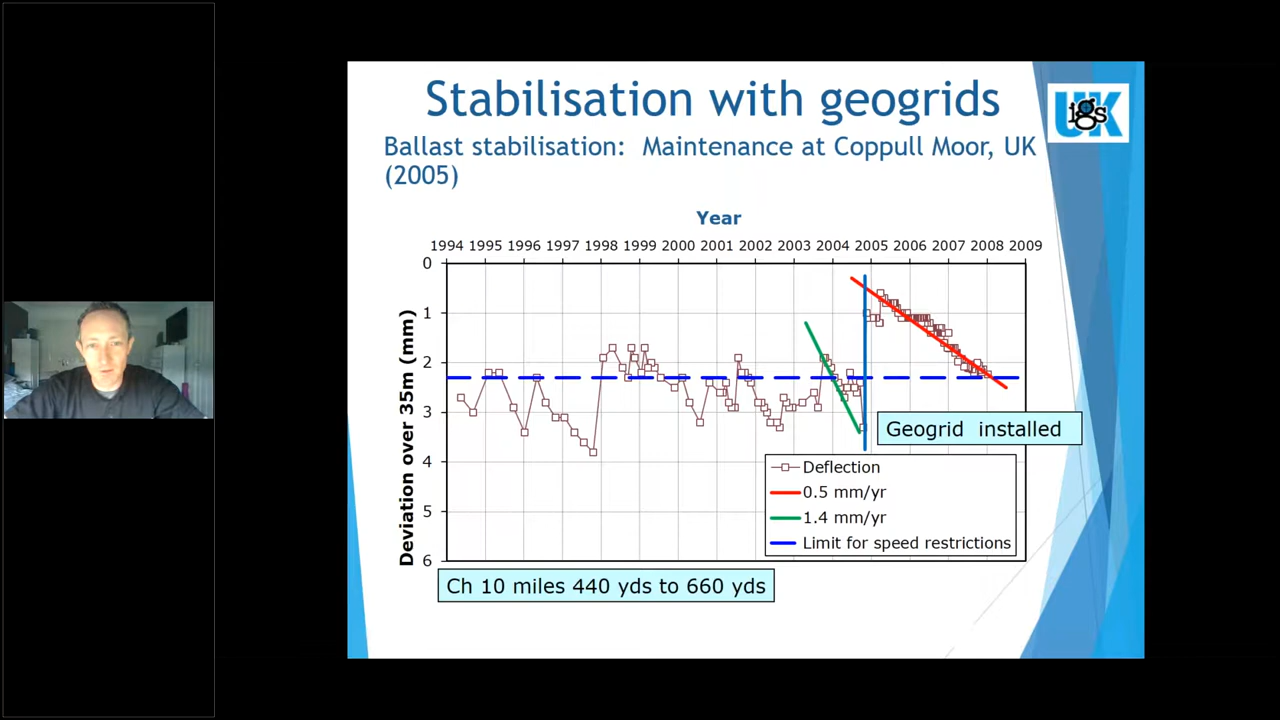 Stabilisation with geogrids
UK
igs
Ballast stabilisation:  Maintenance at Coppull Moor, UK
(2005)
Year
1994 1995 1996 1997 1998 1999 2000 2001 2002 2003 2004 2005 2006 2007 2008 2009
Deviation over 35m (mm)
0
1
2
3
4
5
6
Geogrid  installed
Deflection
0.5 mm/yr
1.4 mm/yr
Limit for speed restrictions
Ch 10 miles 440 yds to 660 yds